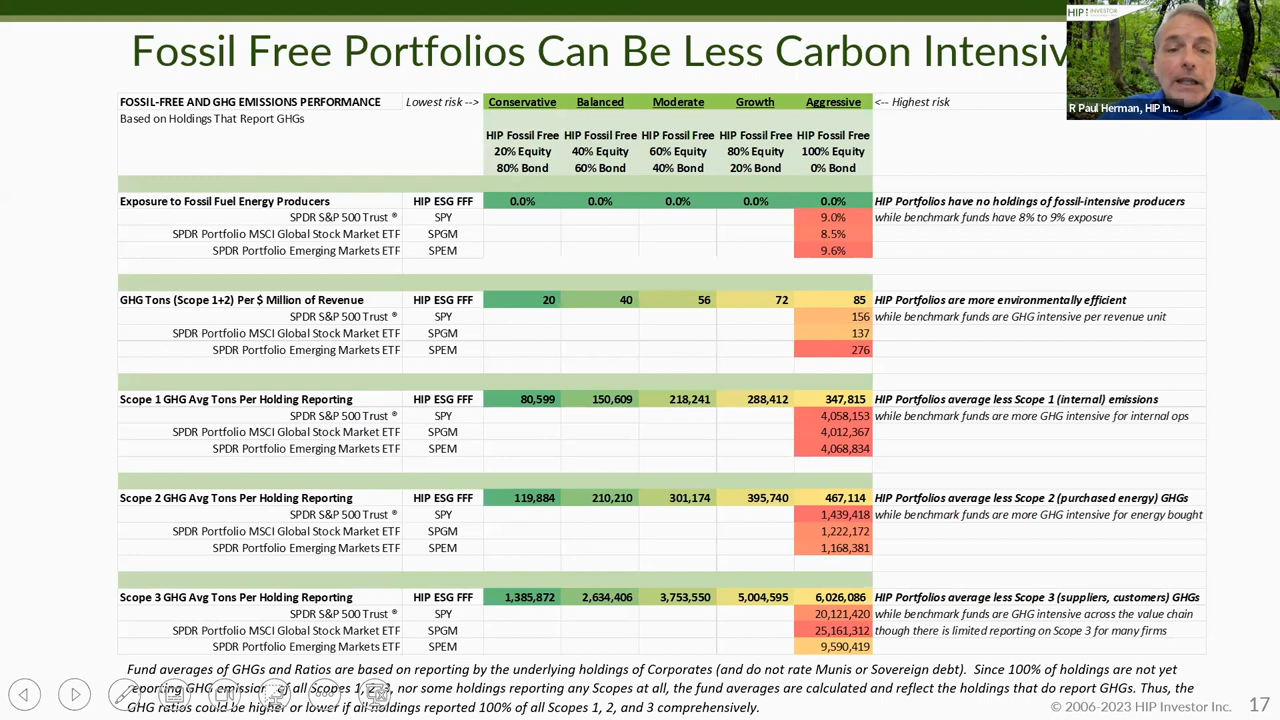 Fossil Free Portfolios Can Be Less Carbon Intensiv
HIP INVESTOR
R Paul Herman, HIP In...
FOSSIL-FREE AND GHG EMISSIONS PERFORMANCE Lowest risk --> Conservative Balanced Moderate Growth Aggressive <-- Highest risk
Based on Holdings That Report GHGs
HIP Fossil Free HIP Fossil Free HIP Fossil Free HIP Fossil Free HIP Fossil Free
20% Equity 40% Equity 60% Equity 80% Equity 100% Equity
80% Bond 60% Bond 40% Bond 20% Bond 0% Bond
Exposure to Fossil Fuel Energy Producers HIP ESG FFF 0.0% 0.0% 0.0% 0.0% 0.0% HIP Portfolios have no holdings of fossil-intensive producers
SPDR S&P 500 Trust ® SPY 9.0% while benchmark funds have 8% to 9% exposure
SPDR Portfolio MSCI Global Stock Market ETF SPGM 8.5%
SPDR Portfolio Emerging Markets ETF SPEM 9.6%
GHG Tons (Scope 1+2) Per $ Million of Revenue HIP ESG FFF 20 40 56 72 85 HIP Portfolios are more environmentally efficient
SPDR S&P 500 Trust ® SPY 156 while benchmark funds are GHG intensive per revenue unit
SPDR Portfolio MSCI Global Stock Market ETF SPGM 137
SPDR Portfolio Emerging Markets ETF SPEM 276
Scope 1 GHG Avg Tons Per Holding Reporting HIP ESG FFF 80,599 150,609 218,241 288,412 347,815 HIP Portfolios average less Scope 1 (internal) emissions
SPDR S&P 500 Trust ® SPY 4,058,153 while benchmark funds are more GHG intensive for internal ops
SPDR Portfolio MSCI Global Stock Market ETF SPGM 4,012,367
SPDR Portfolio Emerging Markets ETF SPEM 4,068,834
Scope 2 GHG Avg Tons Per Holding Reporting HIP ESG FFF 119,884 210,210 301,174 395,740 467,114 HIP Portfolios average less Scope 2 (purchased energy) GHGs
SPDR S&P 500 Trust ® SPY 1,439,418 while benchmark funds are more GHG intensive for energy bought
SPDR Portfolio MSCI Global Stock Market ETF SPGM 1,222,172
SPDR Portfolio Emerging Markets ETF SPEM 1,168,381
Scope 3 GHG Avg Tons Per Holding Reporting HIP ESG FFF 1,385,872 2,634,406 3,753,550 5,004,595 6,026,086 HIP Portfolios average less Scope 3 (suppliers, customers) GHGs
SPDR S&P 500 Trust ® SPY 20,121,420 while benchmark funds are GHG intensive across the value chain
SPDR Portfolio MSCI Global Stock Market ETF SPGM 25,161,312 though there is limited reporting on Scope 3 for many firms
SPDR Portfolio Emerging Markets ETF SPEM 9,590,419
Fund averages of GHGs and Ratios are based on reporting by the underlying holdings of Corporates (and do not rate Munis or Sovereign debt). Since 100% of holdings are not yet
reporting GHG emission of all Scopes 1, 2, 3, nor some holdings reporting any Scopes at all, the fund averages are calculated and reflect the holdings that do report GHGs. Thus, the
GHG ratios could be higher or lower if all holdings reported 100% of all Scopes 1, 2, and 3 comprehensively.
© 2006-2023 HIP Investor Inc. 17